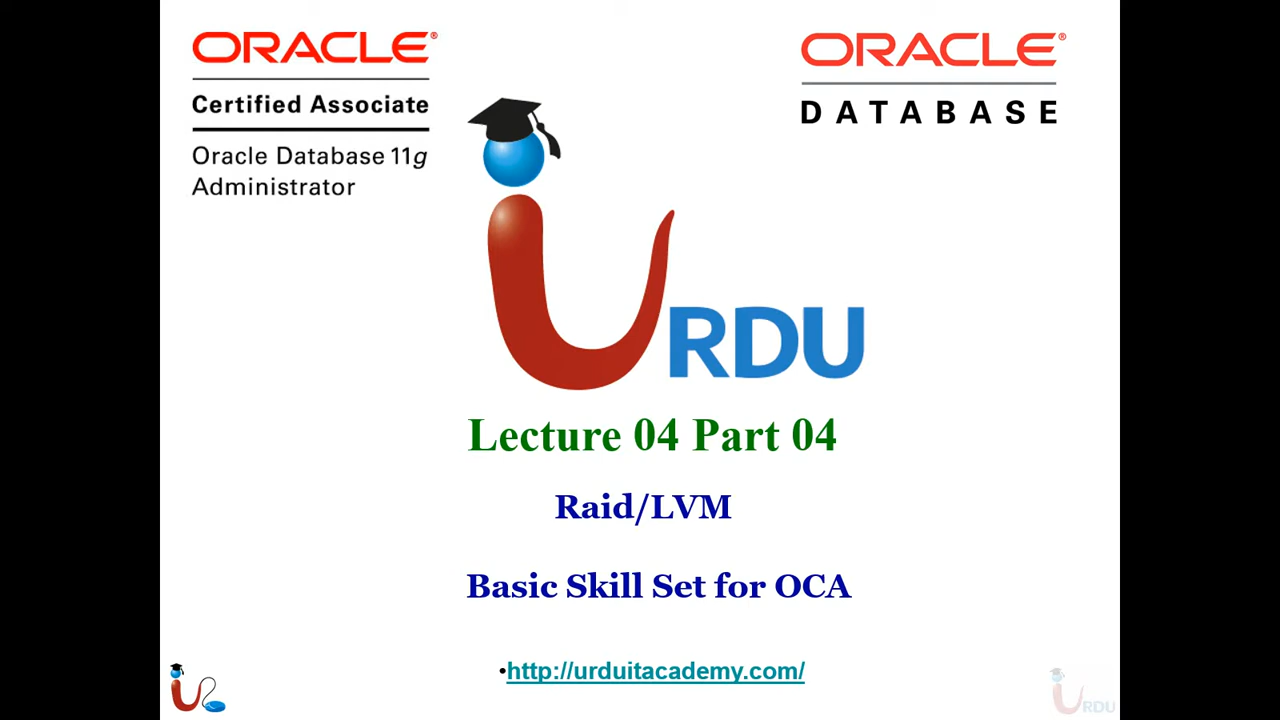 ORACLE®
Certified Associate
Oracle Database 11g
Administrator
ORACLE®
DATABASE
URDU
Lecture 04 Part 04
Raid/LVM
Basic Skill Set for OCA
•http://urduitacademy.com/
URDU